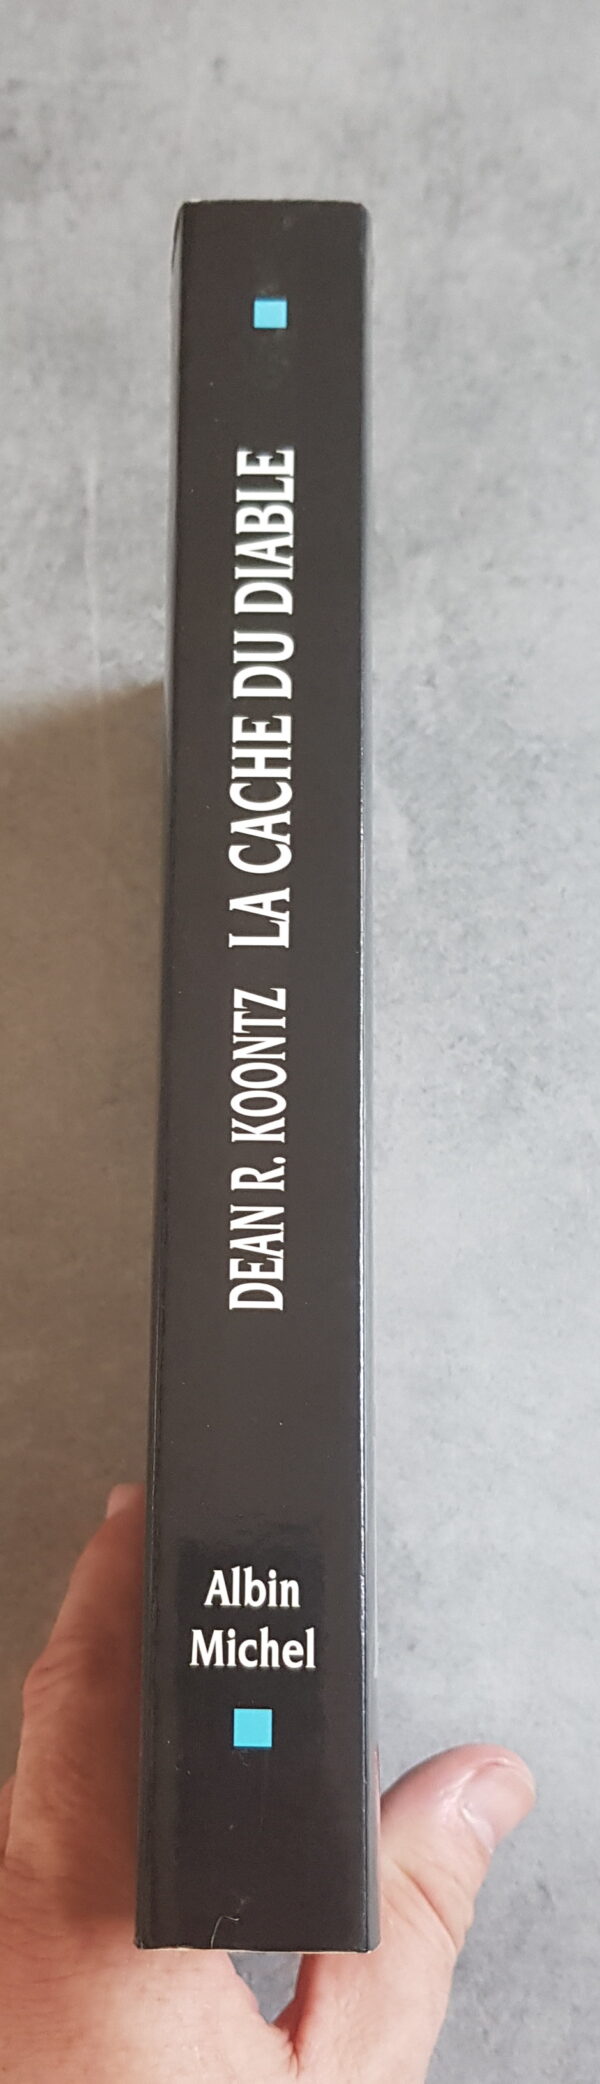 DEAN R. KOONTZ LA CACHE DU DIABLE
Albin
Michel